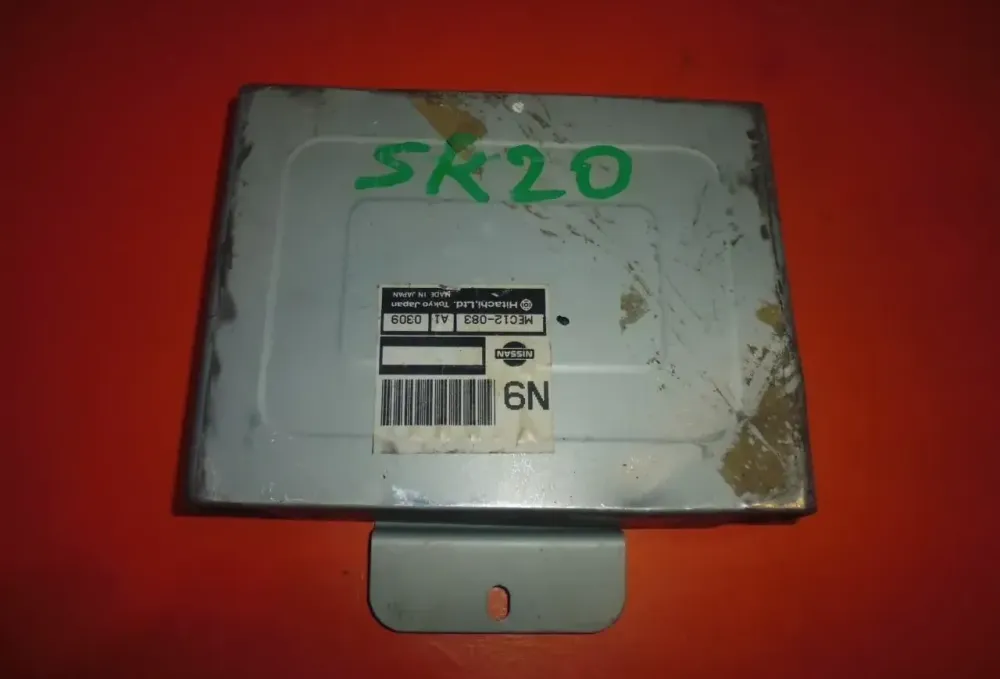 SR20
N9
NISSAN
MEC12-083 A1 0309
Hitachi,Ltd. Tokyo Japan
MADE IN JAPAN